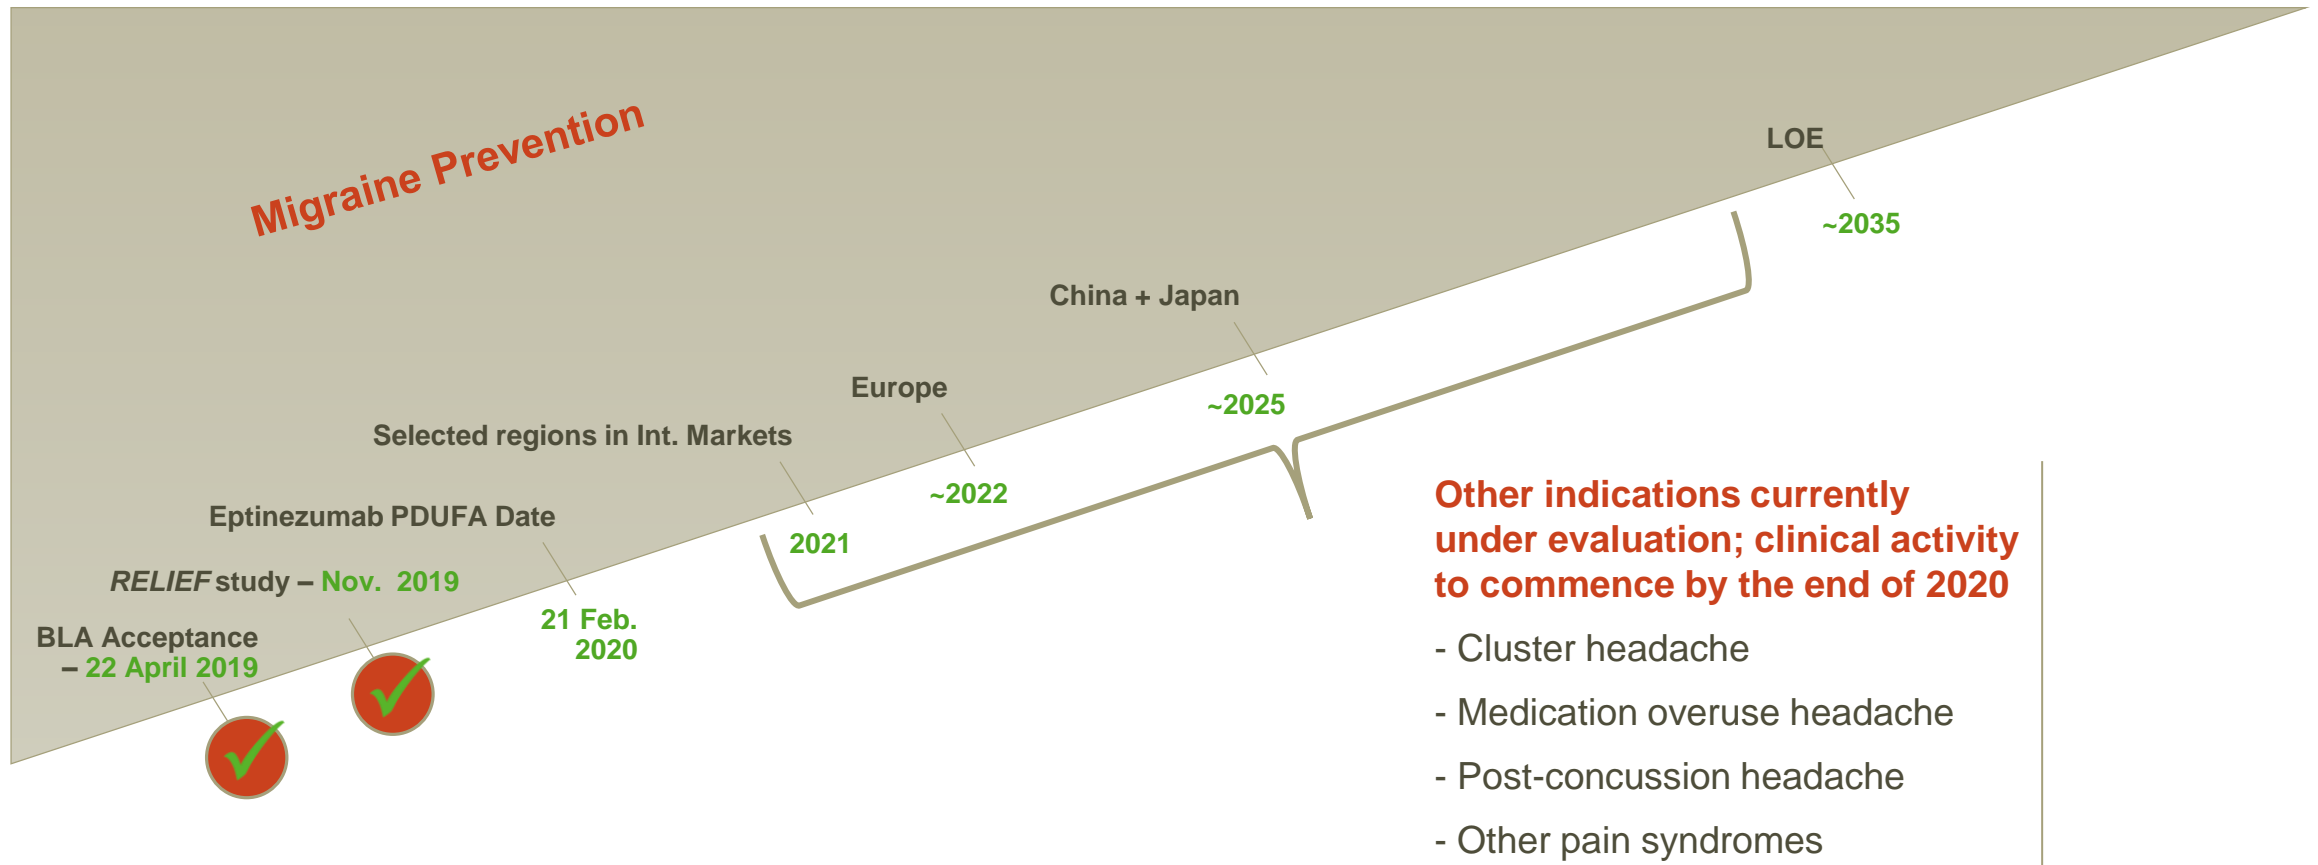 Migraine Prevention
LOE
~2035
China + Japan
~2025
Europe
~2022
Selected regions in Int. Markets
2021
Eptinezumab PDUFA Date
21 Feb.
2020
RELIEF study – Nov. 2019
BLA Acceptance
– 22 April 2019
Other indications currently
under evaluation; clinical activity
to commence by the end of 2020
- Cluster headache
- Medication overuse headache
- Post-concussion headache
- Other pain syndromes